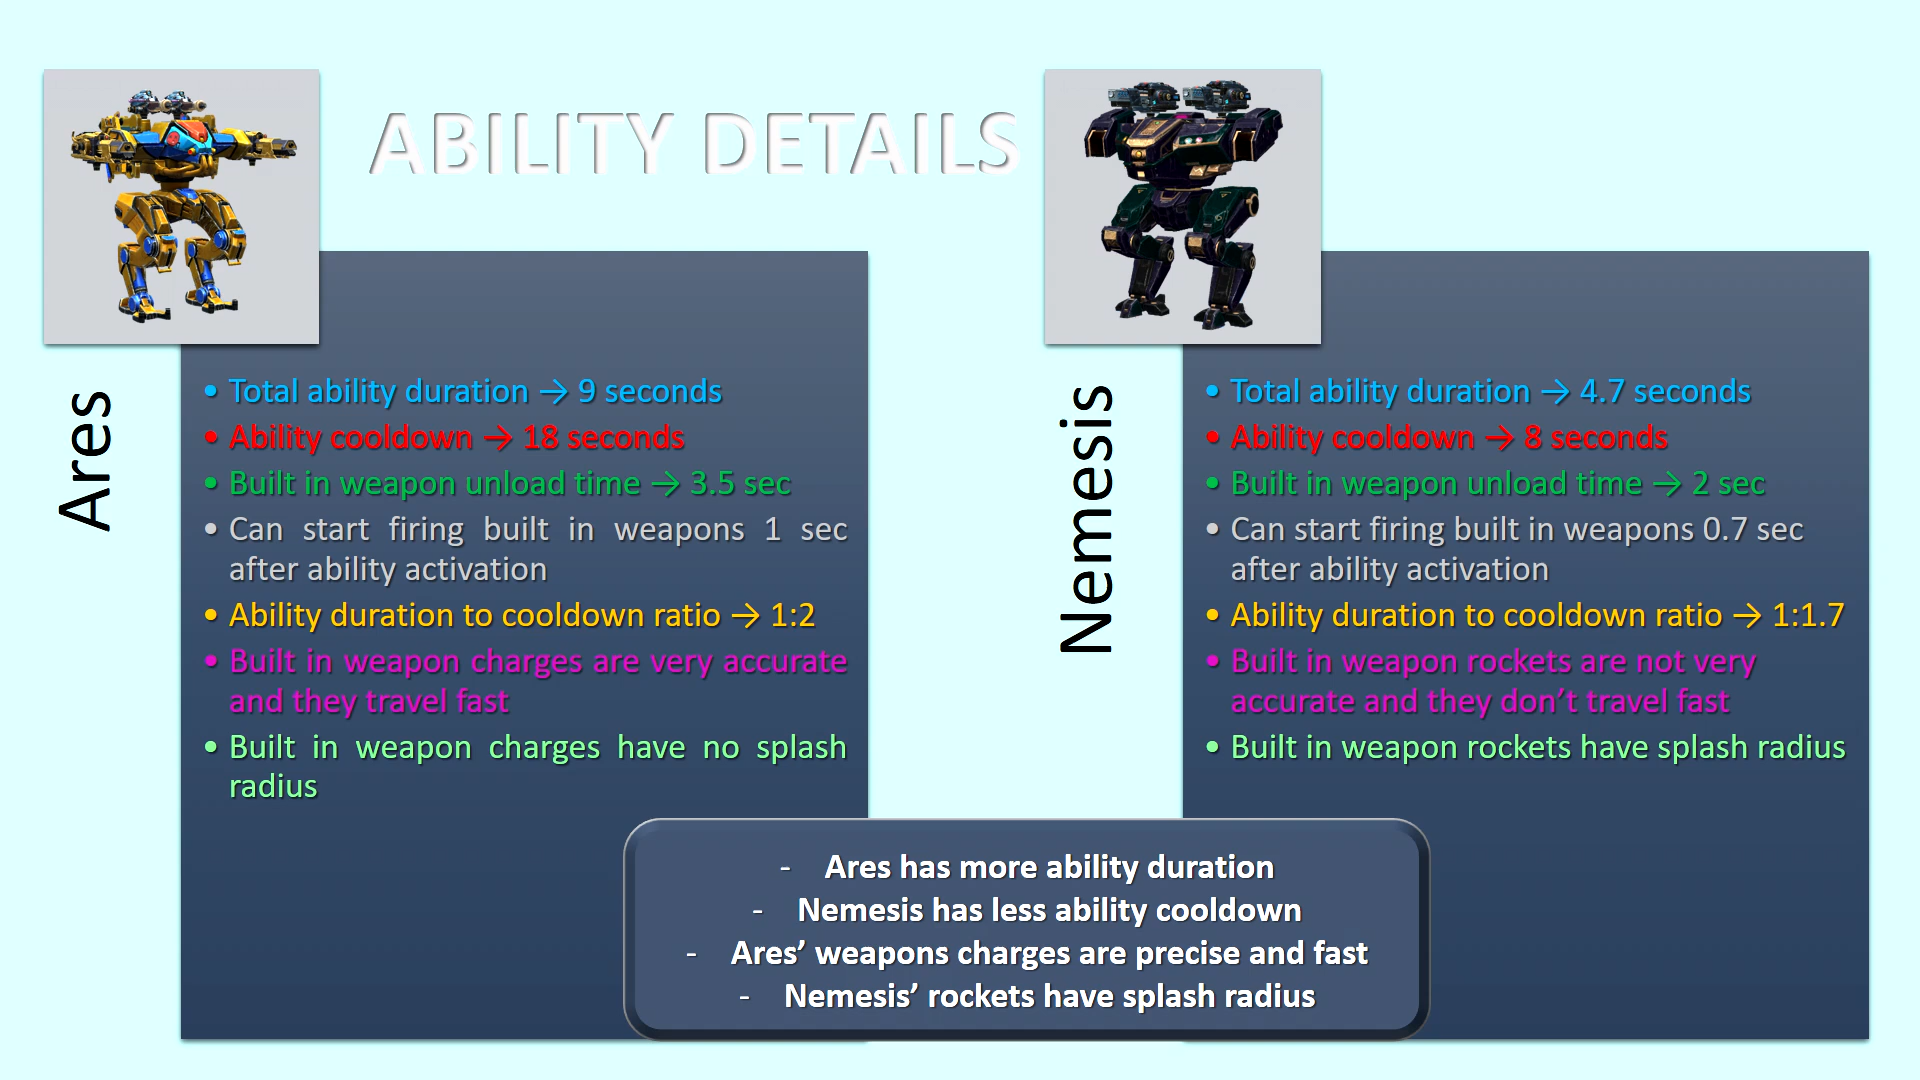 ABILITY DETAILS
Ares
• Total ability duration → 9 seconds
• Ability cooldown → 18 seconds
• Built in weapon unload time → 3.5 sec
• Can start firing built in weapons 1 sec
after ability activation
• Ability duration to cooldown ratio → 1:2
• Built in weapon charges are very accurate
and they travel fast
• Built in weapon charges have no splash
radius
Nemesis
• Total ability duration → 4.7 seconds
• Ability cooldown → 8 seconds
• Built in weapon unload time → 2 sec
• Can start firing built in weapons 0.7 sec
after ability activation
• Ability duration to cooldown ratio → 1:1.7
• Built in weapon rockets are not very
accurate and they don’t travel fast
• Built in weapon rockets have splash radius
- Ares has more ability duration
- Nemesis has less ability cooldown
- Ares’ weapons charges are precise and fast
- Nemesis’ rockets have splash radius